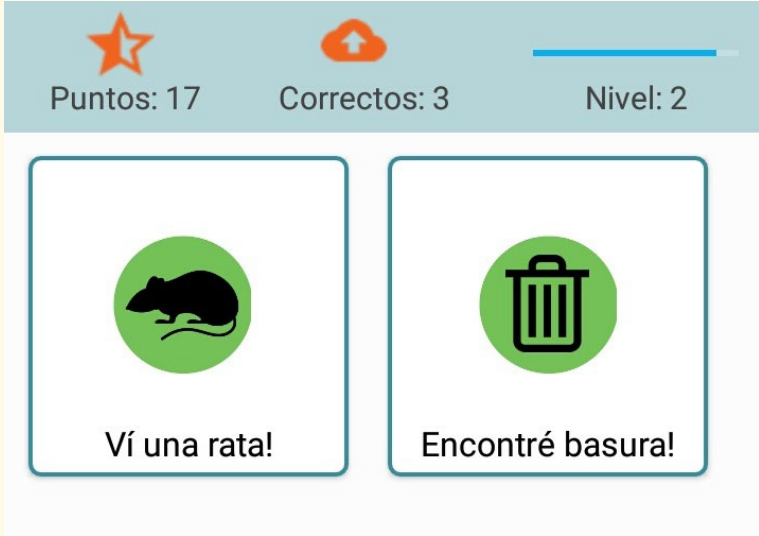 Puntos: 17
Correctos: 3
Nivel: 2
Ví una rata!
Encontré basura!